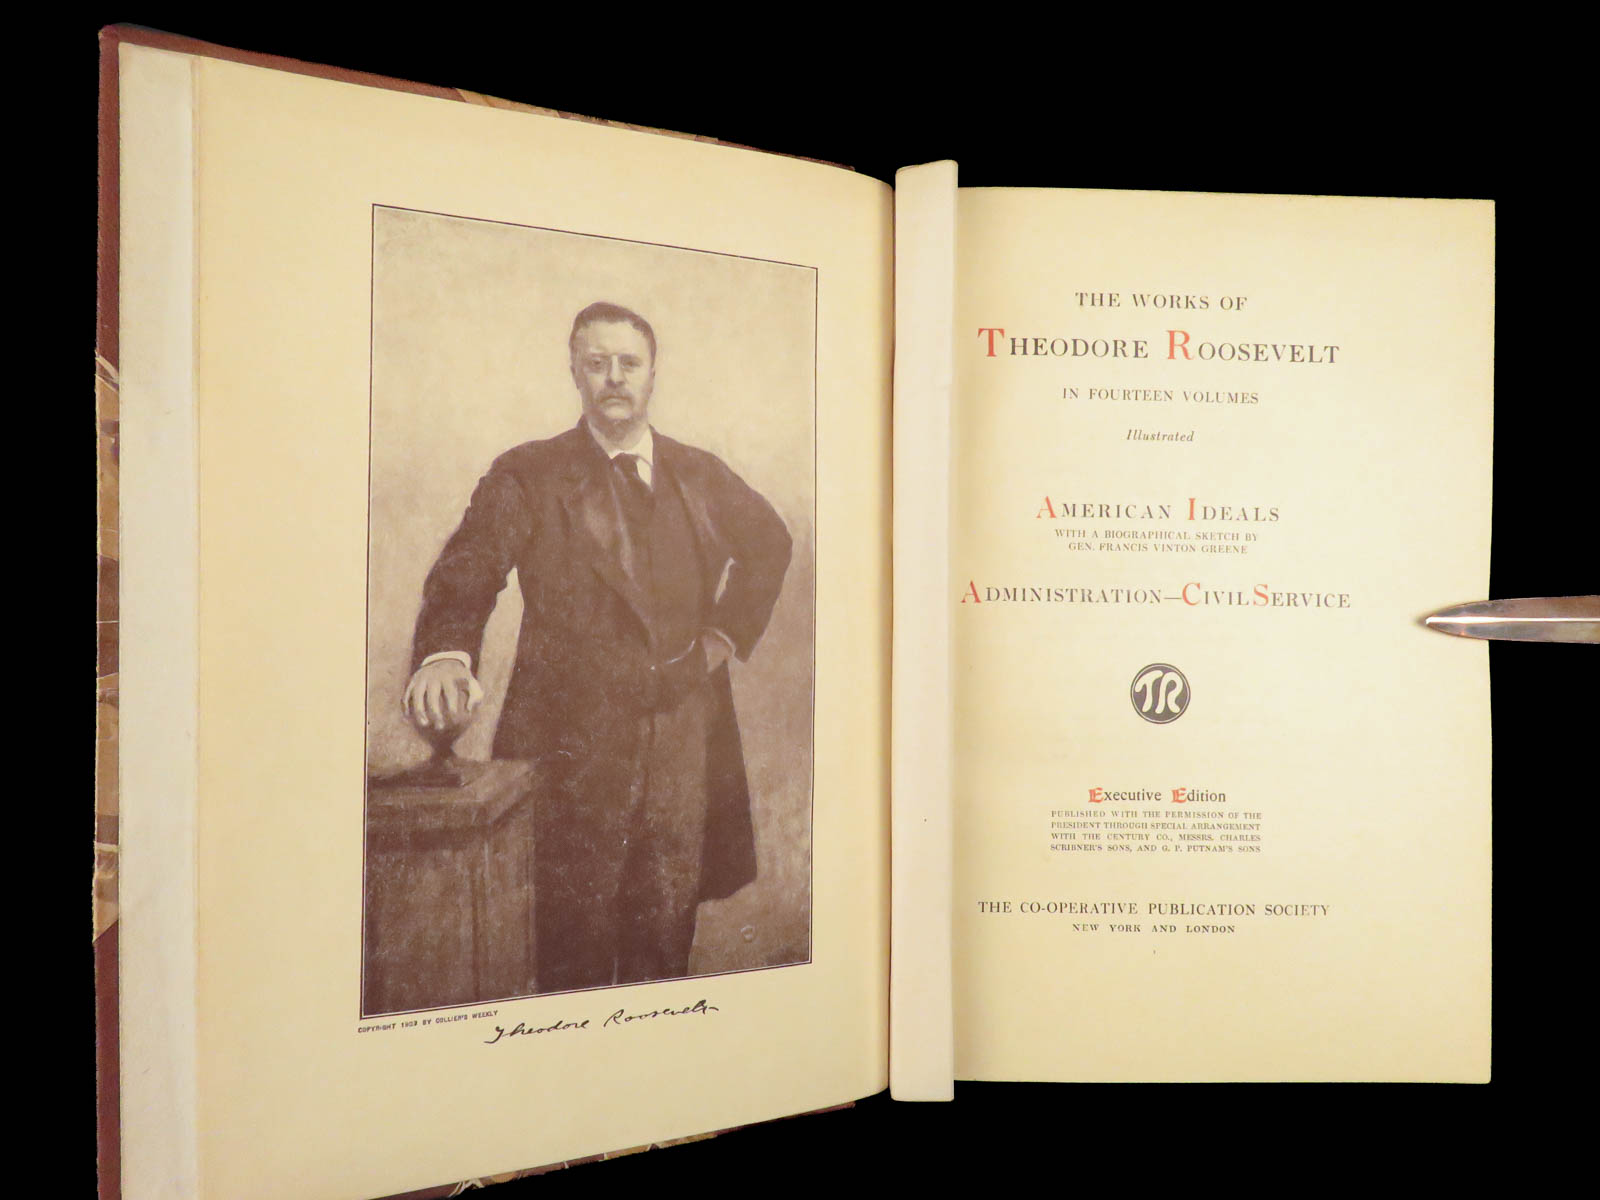 COPYRIGHT 1903 BY COLLIER'S WEEKLY
Theodore Roosevelt
THE WORKS OF
THEODORE ROOSEVELT
IN FOURTEEN VOLUMES
Illustrated
AMERICAN IDEALS
WITH A BIOGRAPHICAL SKETCH BY
GEN. FRANCIS VINTON GREENE
ADMINISTRATION—CIVIL SERVICE
TR
Executive Edition
PUBLISHED WITH THE PERMISSION OF THE
PRESIDENT THROUGH SPECIAL ARRANGEMENT
WITH THE CENTURY CO., MESSRS. CHARLES
SCRIBNER'S SONS, AND G. P. PUTNAM'S SONS
THE CO-OPERATIVE PUBLICATION SOCIETY
NEW YORK AND LONDON